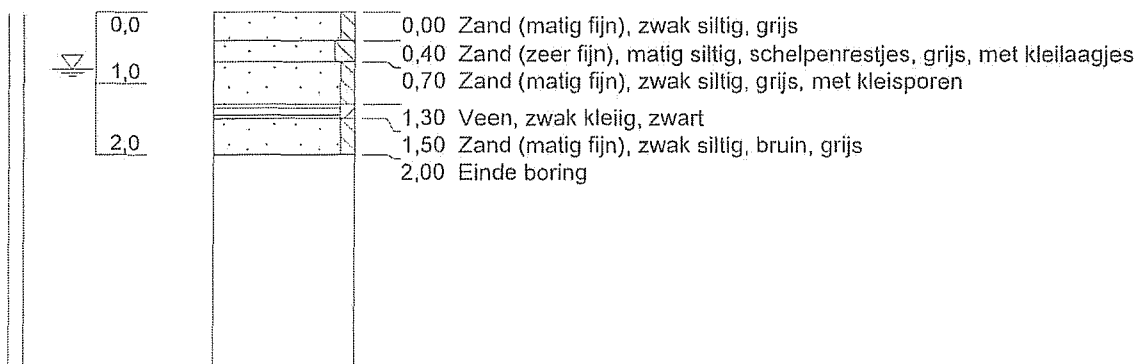 0,0
1,0
2,0
0,00 Zand (matig fijn), zwak siltig, grijs
0,40 Zand (zeer fijn), matig siltig, schelpenrestjes, grijs, met kleilaagjes
0,70 Zand (matig fijn), zwak siltig, grijs, met kleisporen
1,30 Veen, zwak kleiig, zwart
1,50 Zand (matig fijn), zwak siltig, bruin, grijs
2,00 Einde boring